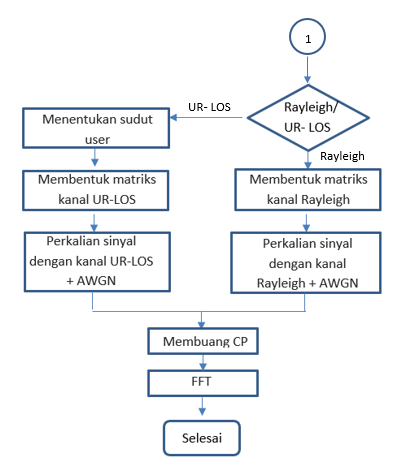 1
Rayleigh/
UR- LOS
UR- LOS
Rayleigh
Menentukan sudut
user
Membentuk matriks
kanal UR-LOS
Membentuk matriks
kanal Rayleigh
Perkalian sinyal
dengan kanal UR-LOS
+ AWGN
Perkalian sinyal
dengan kanal
Rayleigh + AWGN
Membuang CP
FFT
Selesai